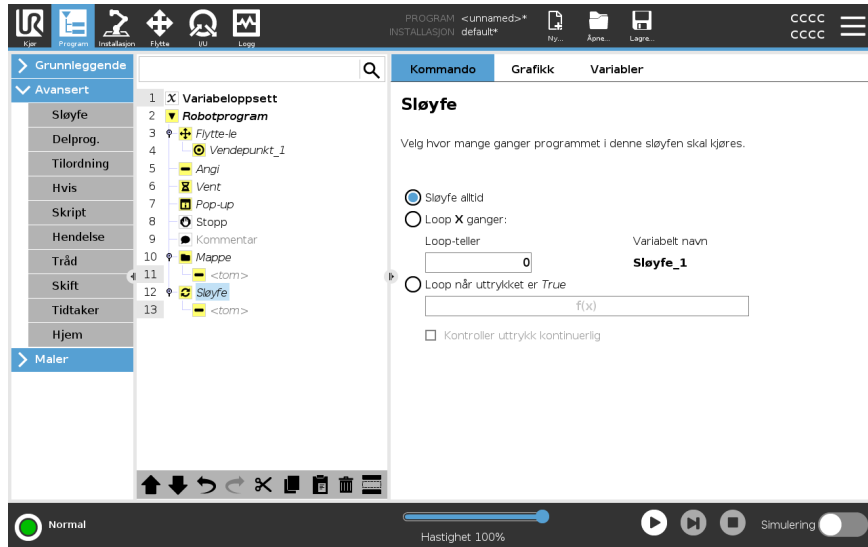 PROGRAM <unnamed>*
INSTALLASJON default*
UR
Kjør
Program
Installasjon
Flytte
I/U
Logg
Ny...
Åpne...
Lagre...
CCCC
CCCC
Grunnleggende
Avansert
Sløyfe
Delprog.
Tilordning
Hvis
Skript
Hendelse
Tråd
Skift
Tidtaker
Hjem
Maler
1 X Variabeloppsett
2 Robotprogram
3 Flytte-le
4 Vendepunkt_1
5 Angi
6 Vent
7 Pop-up
8 Stopp
9 Kommentar
10 Mappe
11 <tom>
12 Sløyfe
13 <tom>
Kommando Grafikk Variabler
Sløyfe
Velg hvor mange ganger programmet i denne sløyfen skal kjøres.
Sløyfe alltid
Loop X ganger:
Loop-teller Variabelt navn
0 Sløyfe_1
Loop når uttrykket er True
f(x)
Kontroller uttrykk kontinuerlig
Normal
Hastighet 100%
Simulering